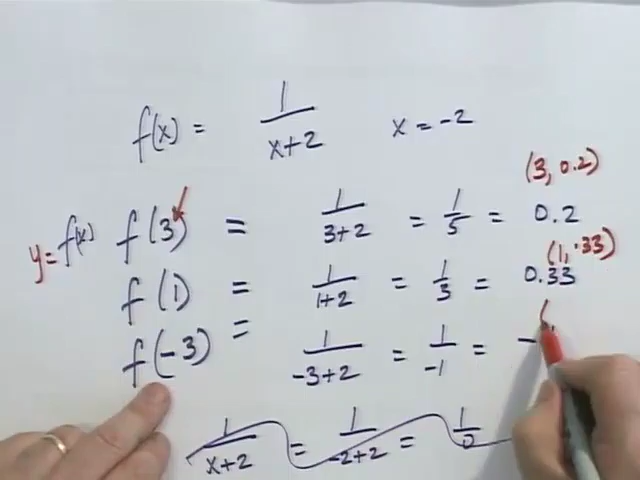 f(x) = 1/(x+2) x = -2
(3, 0.2)
y= f(x) f(3) = 1/(3+2) = 1/5 = 0.2
(1, .33)
f(1) = 1/(1+2) = 1/3 = 0.33
f(-3) = 1/(-3+2) = 1/-1 = -
1/(x+2) = 1/(-2+2) = 1/0